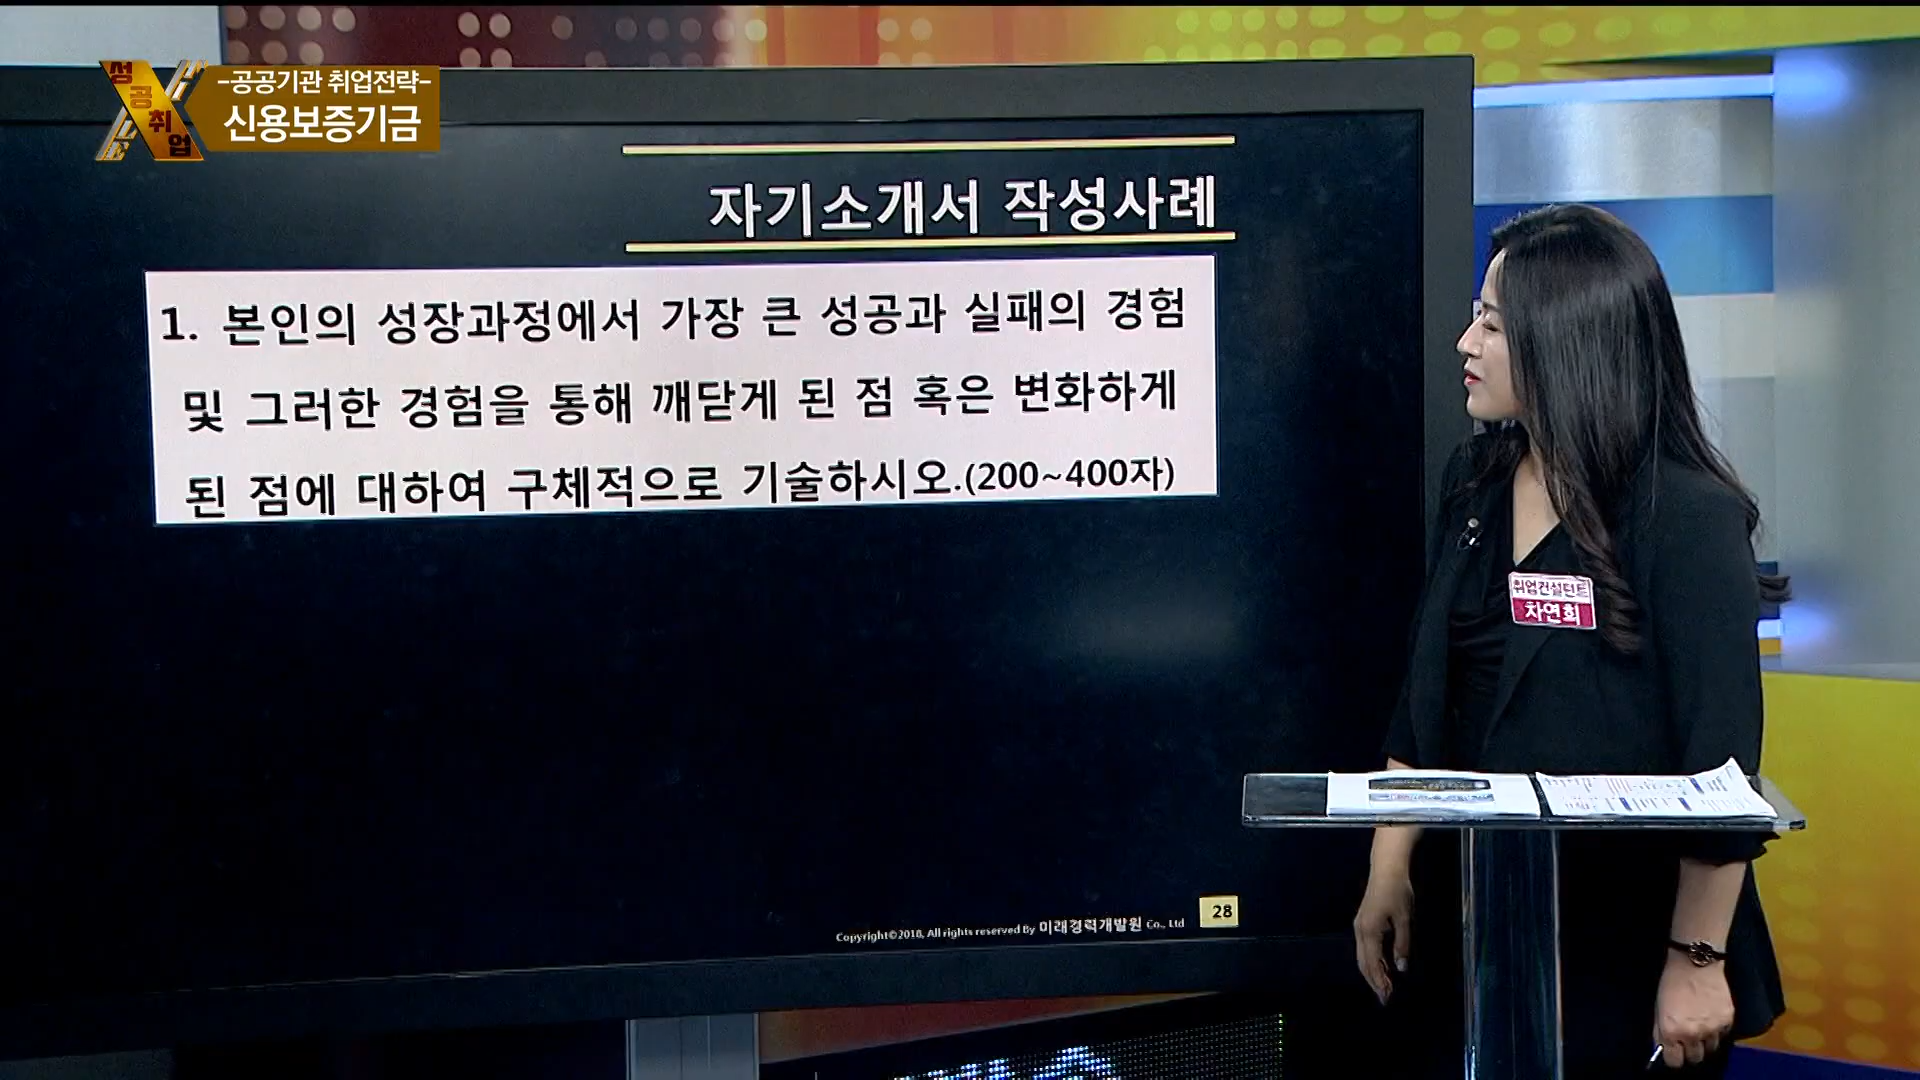 성공취업
X
FILE
-공공기관 취업전략-
신용보증기금
자기소개서 작성사례
1. 본인의 성장과정에서 가장 큰 성공과 실패의 경험
및 그러한 경험을 통해 깨닫게 된 점 혹은 변화하게
된 점에 대하여 구체적으로 기술하시오.(200~400자)
취업컨설턴트
차연희
Copyright©2018, All rights reserved By 미래경력개발원 Co., Ltd
28